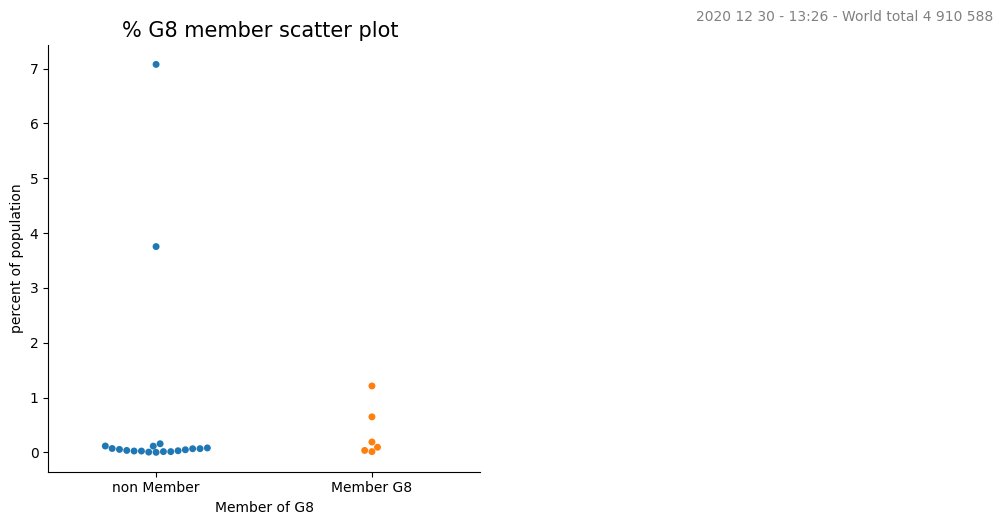 2020 12 30 - 13:26 - World total 4 910 588
% G8 member scatter plot
7
6
5
4
3
2
1
0
percent of population
non Member
Member G8
Member of G8